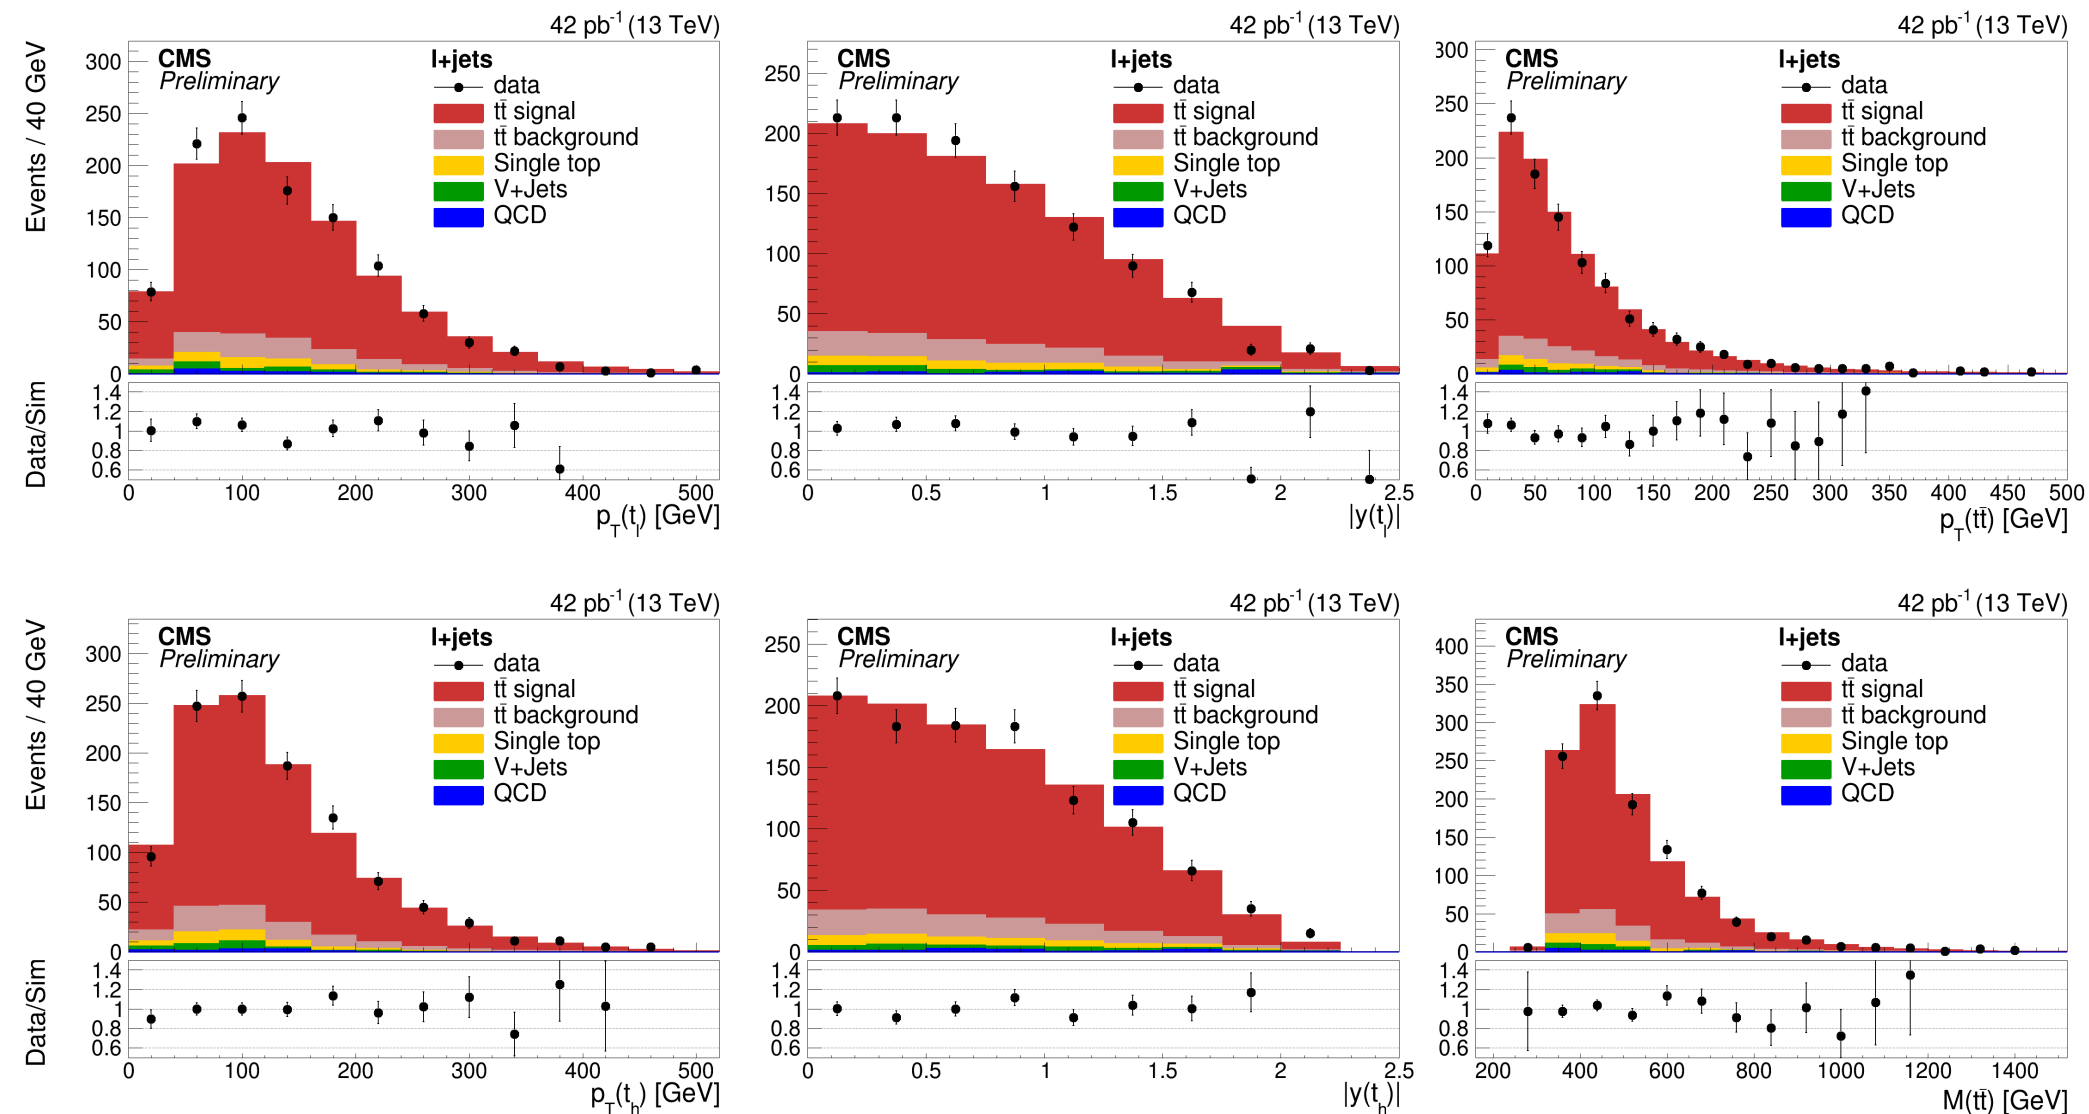 42 pb-1 (13 TeV)
Events / 40 GeV
300
250
200
150
100
50
0
CMS
Preliminary
l+jets
data
tt̄ signal
tt̄ background
Single top
V+Jets
QCD
Data/Sim
1.4
1.2
1
0.8
0.6
0 100 200 300 400 500
pT(tl) [GeV]
42 pb-1 (13 TeV)
250
200
150
100
50
0
CMS
Preliminary
l+jets
data
tt̄ signal
tt̄ background
Single top
V+Jets
QCD
1.4
1.2
1
0.8
0.6
0 0.5 1 1.5 2 2.5
|y(tl)|
42 pb-1 (13 TeV)
300
250
200
150
100
50
0
CMS
Preliminary
l+jets
data
tt̄ signal
tt̄ background
Single top
V+Jets
QCD
1.4
1.2
1
0.8
0.6
0 50 100 150 200 250 300 350 400 450 500
pT(tt̄) [GeV]
42 pb-1 (13 TeV)
Events / 40 GeV
300
250
200
150
100
50
0
CMS
Preliminary
l+jets
data
tt̄ signal
tt̄ background
Single top
V+Jets
QCD
Data/Sim
1.4
1.2
1
0.8
0.6
0 100 200 300 400 500
pT(th) [GeV]
42 pb-1 (13 TeV)
250
200
150
100
50
0
CMS
Preliminary
l+jets
data
tt̄ signal
tt̄ background
Single top
V+Jets
QCD
1.4
1.2
1
0.8
0.6
0 0.5 1 1.5 2 2.5
|y(th)|
42 pb-1 (13 TeV)
400
350
300
250
200
150
100
50
0
CMS
Preliminary
l+jets
data
tt̄ signal
tt̄ background
Single top
V+Jets
QCD
1.4
1.2
1
0.8
0.6
200 400 600 800 1000 1200 1400
M(tt̄) [GeV]